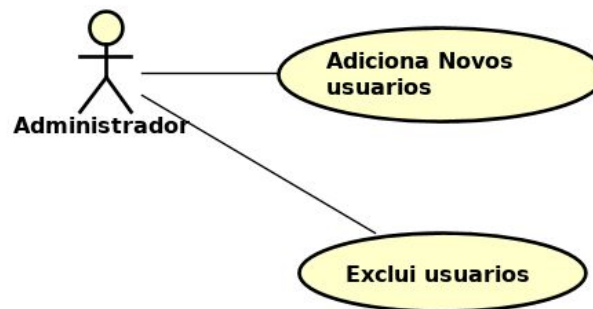 Adiciona Novos
usuarios
Administrador
Exclui usuarios